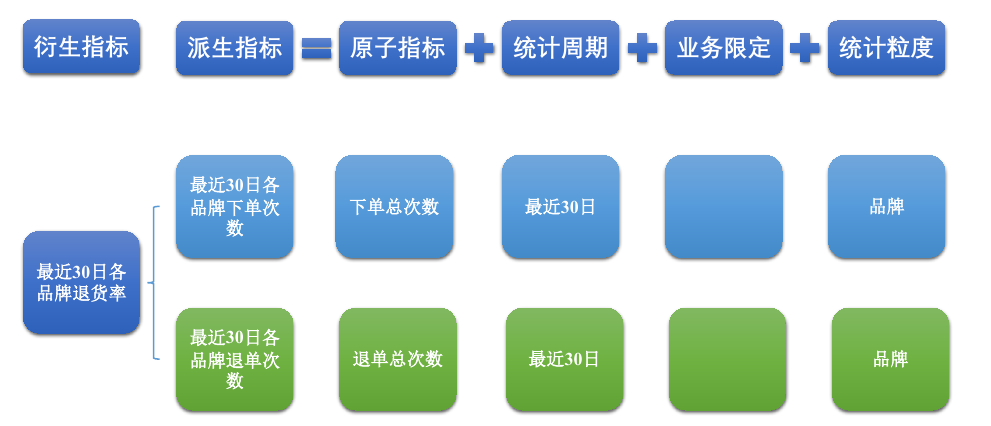 衍生指标
派生指标
原子指标
统计周期
业务限定
统计粒度
最近30日各
品牌退货率
最近30日各
品牌下单次
数
下单总次数
最近30日
品牌
最近30日各
品牌退单次
数
退单总次数
最近30日
品牌